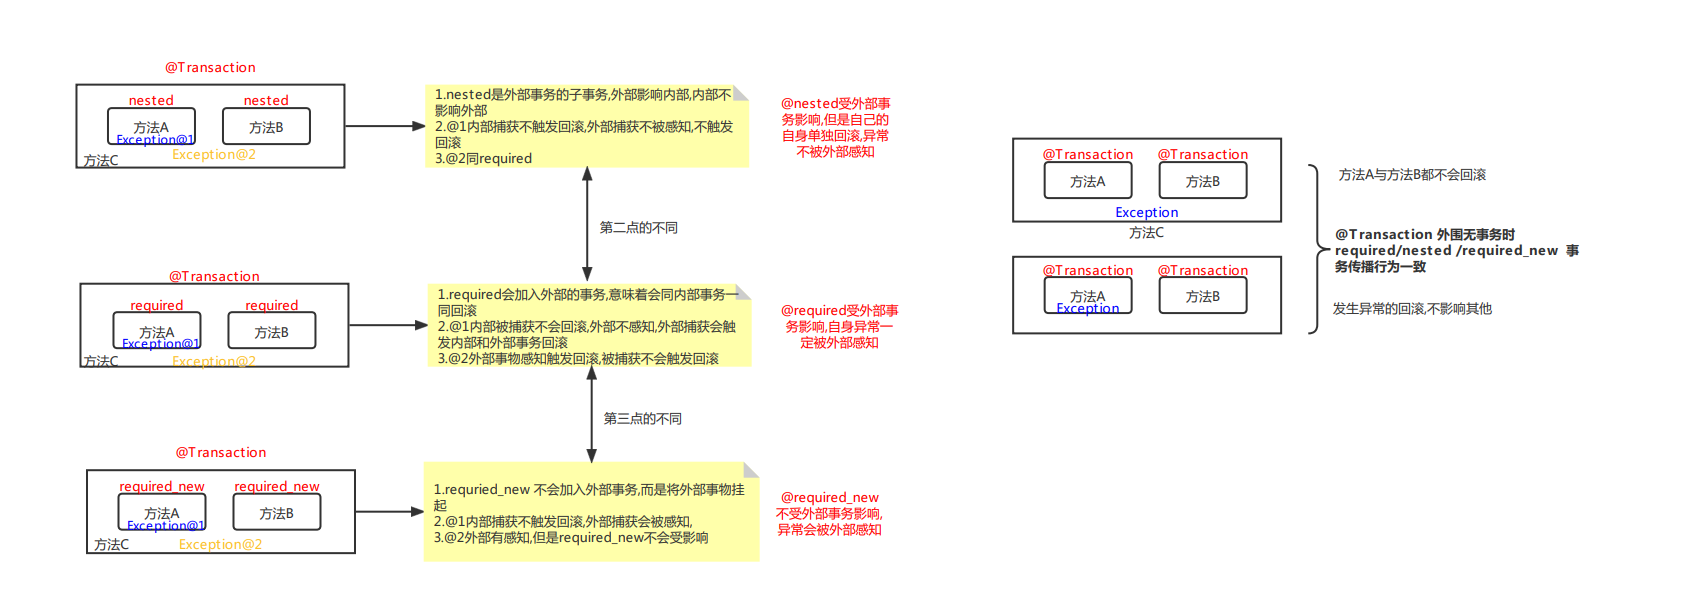 @Transaction
nested
nested
方法A
方法B
Exception@1
Exception@2
方法C
1.nested是外部事务的子事务,外部影响内部,内部不
影响外部
2.@1内部捕获不触发回滚,外部捕获不被感知,不触发
回滚
3.@2同required
@nested受外部事
务影响,但是自己的
自身单独回滚,异常
不被外部感知
第二点的不同
@Transaction
required
required
方法A
方法B
Exception@1
Exception@2
方法C
1.required会加入外部的事务,意味着会同内部事务一
同回滚
2.@1内部被捕获不会回滚,外部不感知,外部捕获会触
发内部和外部事务回滚
3.@2外部事物感知触发回滚,被捕获不会触发回滚
@required受外部事
务影响,自身异常一
定被外部感知
第三点的不同
@Transaction
required_new
required_new
方法A
方法B
Exception@1
Exception@2
方法C
1.requried_new 不会加入外部事务,而是将外部事物挂
起
2.@1内部捕获不触发回滚,外部捕获会被感知,
3.@2外部有感知,但是required_new不会受影响
@required_new
不受外部事务影响,
异常会被外部感知
@Transaction
@Transaction
方法A
方法B
Exception
方法C
@Transaction
@Transaction
方法A
方法B
Exception
方法A与方法B都不会回滚
@Transaction 外围无事务时
required/nested /required_new 事
务传播行为一致
发生异常的回滚,不影响其他